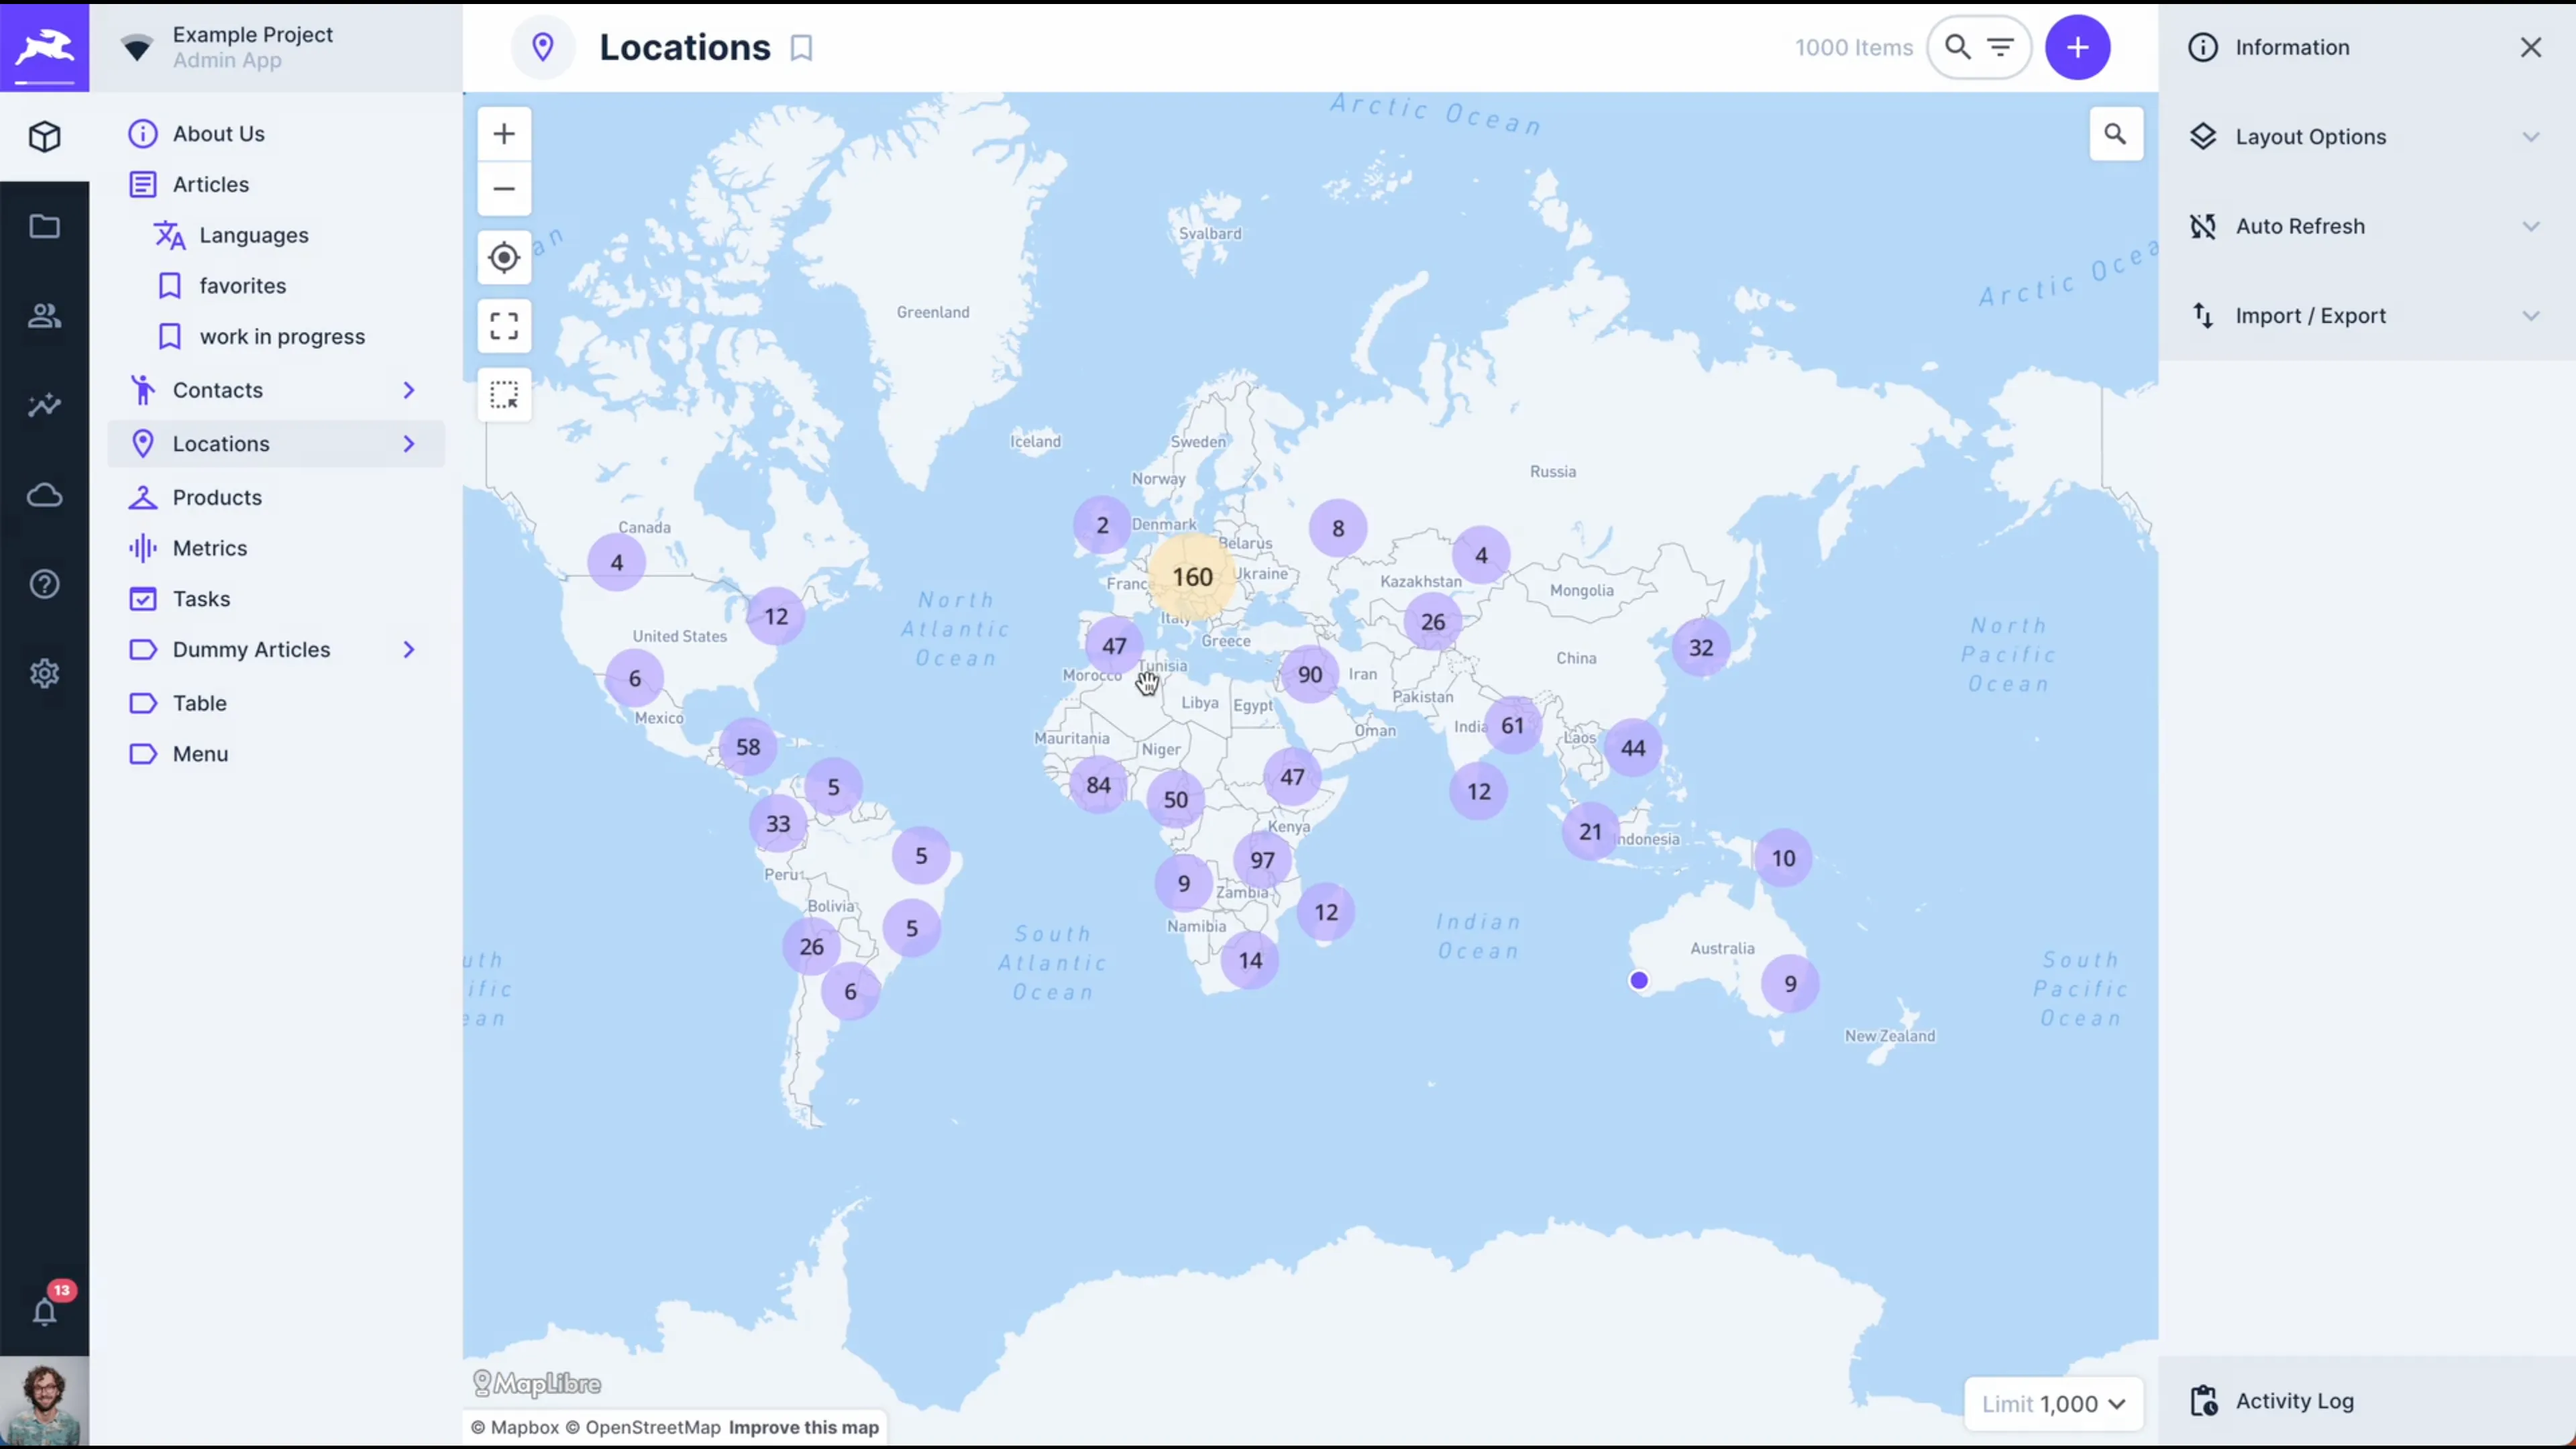 Example Project
Admin App
About Us
Articles
Languages
favorites
work in progress
Contacts
Locations
Products
Metrics
Tasks
Dummy Articles
Table
Menu
13
Locations
1000 Items
Arctic Ocean
Svalbard
Arctic Ocea
an
Greenland
Iceland
Sweden
Russia
Norway
Canada
2
Denmark
8
Belarus
4
4
160
France
Ukraine
Kazakhstan
Mongolia
North
Atlantic
Ocean
12
Italy
26
United States
Greece
North
Pacific
Ocean
47
32
Tunisia
China
6
Morocco
90
Iran
Pakistan
Mexico
Libya
Egypt
India
61
Oman
58
Mauritania
Niger
Laos
44
5
84
50
47
12
33
Kenya
21
Indonesia
5
97
10
Peru
9
Zambia
Bolivia
12
5
Namibia
Indian
Ocean
26
South
Atlantic
Ocean
14
Australia
uth
ific
ean
South
Pacific
Ocean
6
9
New Zealand
MapLibre
© Mapbox © OpenStreetMap Improve this map
Limit 1,000
Information
Layout Options
Auto Refresh
Import / Export
Activity Log